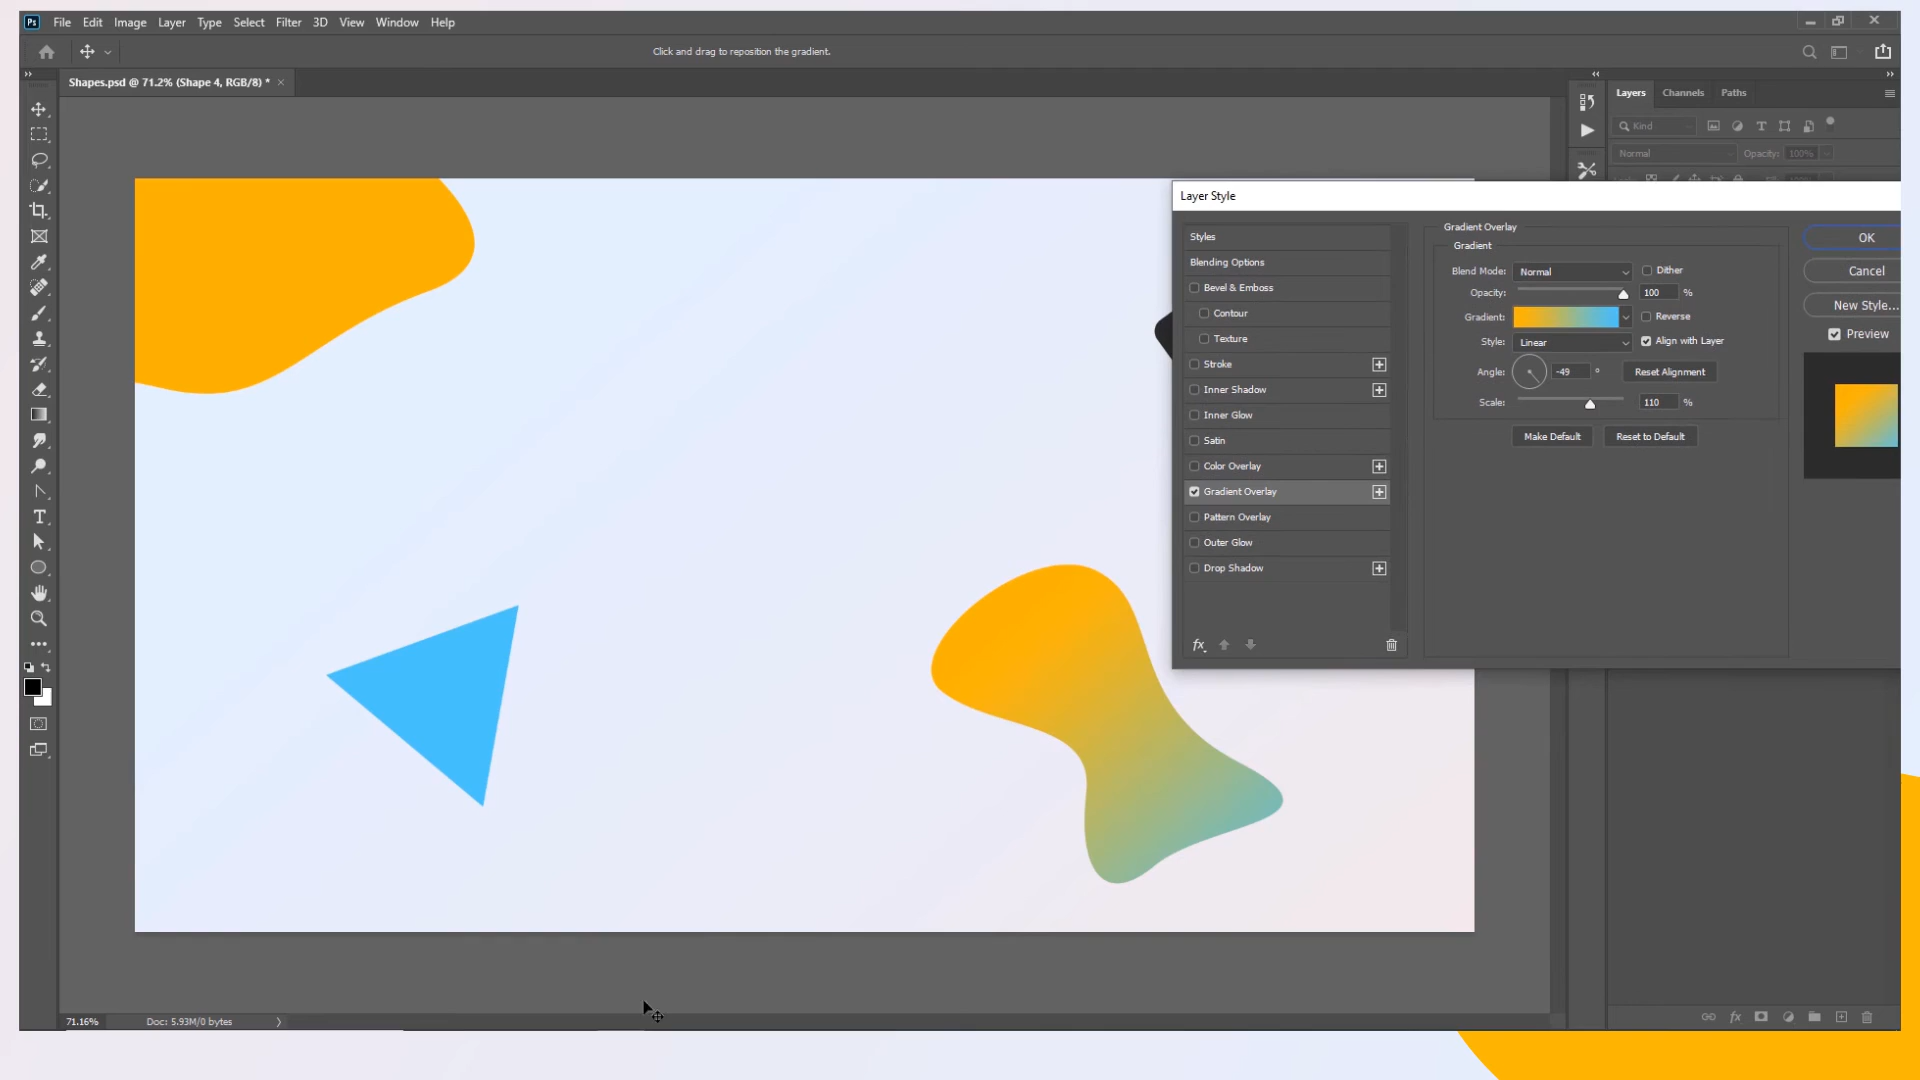 Ps File Edit Image Layer Type Select Filter 3D View Window Help
Click and drag to reposition the gradient.
Shapes.psd @ 71.2% (Shape 4, RGB/8) *
Layers Channels Paths
Kind
Normal Opacity: 100%
Layer Style
Styles
Blending Options
Bevel & Emboss
Contour
Texture
Stroke
Inner Shadow
Inner Glow
Satin
Color Overlay
Gradient Overlay
Pattern Overlay
Outer Glow
Drop Shadow
fx
Gradient Overlay
Gradient
Blend Mode: Normal Dither
Opacity: 100 %
Gradient: Reverse
Style: Linear Align with Layer
Angle: -49 ° Reset Alignment
Scale: 110 %
Make Default Reset to Default
OK
Cancel
New Style...
Preview
71.16% Doc: 5.93M/0 bytes
fx